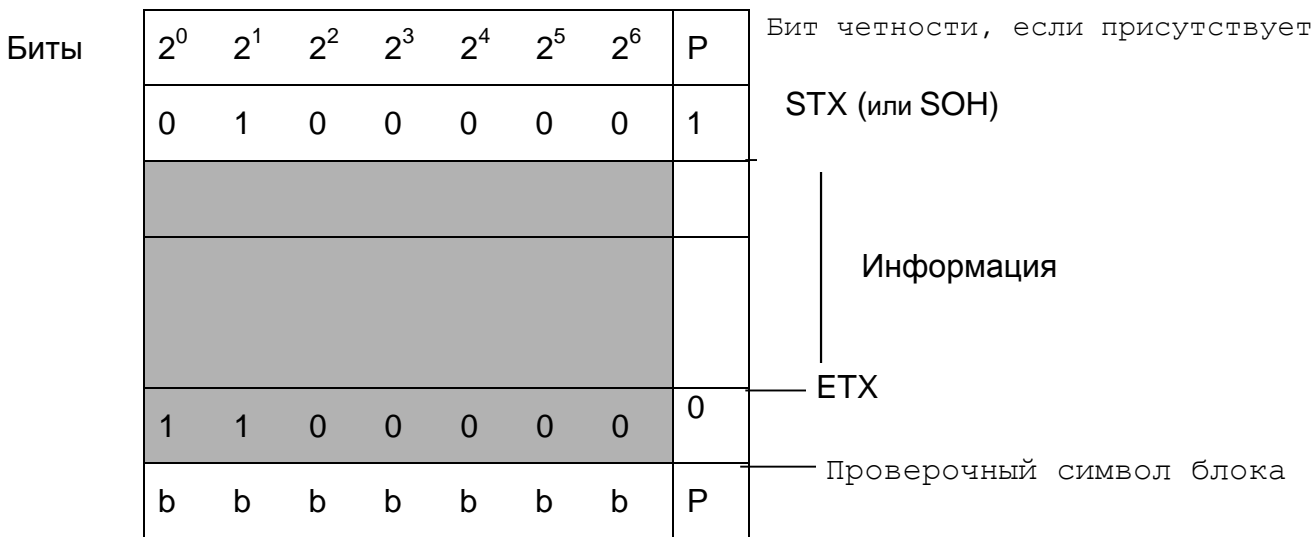 Бит четности, если присутствует
Биты 2⁰ 2¹ 2² 2³ 2⁴ 2⁵ 2⁶ P
0 1 0 0 0 0 0 1 STX (или SOH)
Информация
ETX
1 1 0 0 0 0 0 0
Проверочный символ блока
b b b b b b b P